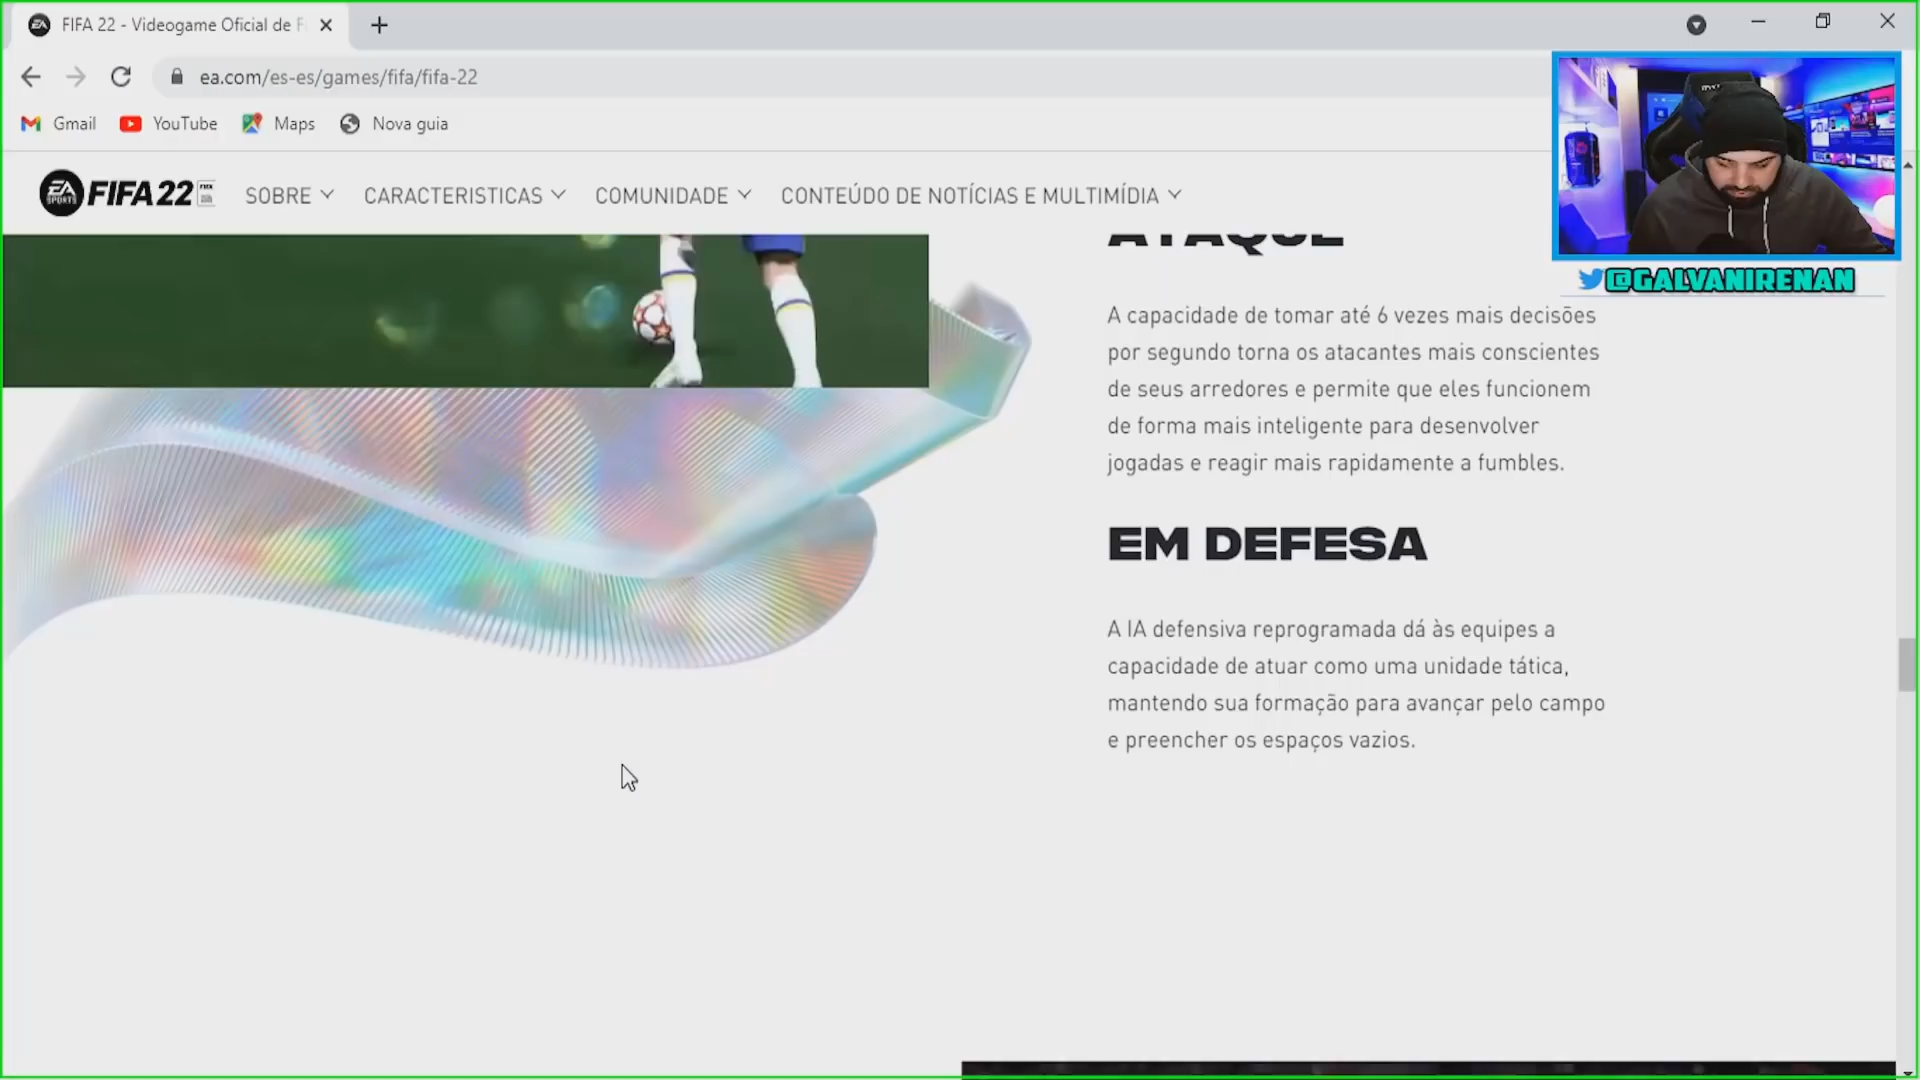 FIFA 22 - Videogame Oficial de F
ea.com/es-es/games/fifa/fifa-22
Gmail YouTube Maps Nova guia
EA SPORTS FIFA 22 SOBRE CARACTERISTICAS COMUNIDADE CONTEÚDO DE NOTÍCIAS E MULTIMÍDIA
@GALVANIRENAN
ATAQUE
A capacidade de tomar até 6 vezes mais decisões
por segundo torna os atacantes mais conscientes
de seus arredores e permite que eles funcionem
de forma mais inteligente para desenvolver
jogadas e reagir mais rapidamente a fumbles.
EM DEFESA
A IA defensiva reprogramada dá às equipes a
capacidade de atuar como uma unidade tática,
mantendo sua formação para avançar pelo campo
e preencher os espaços vazios.